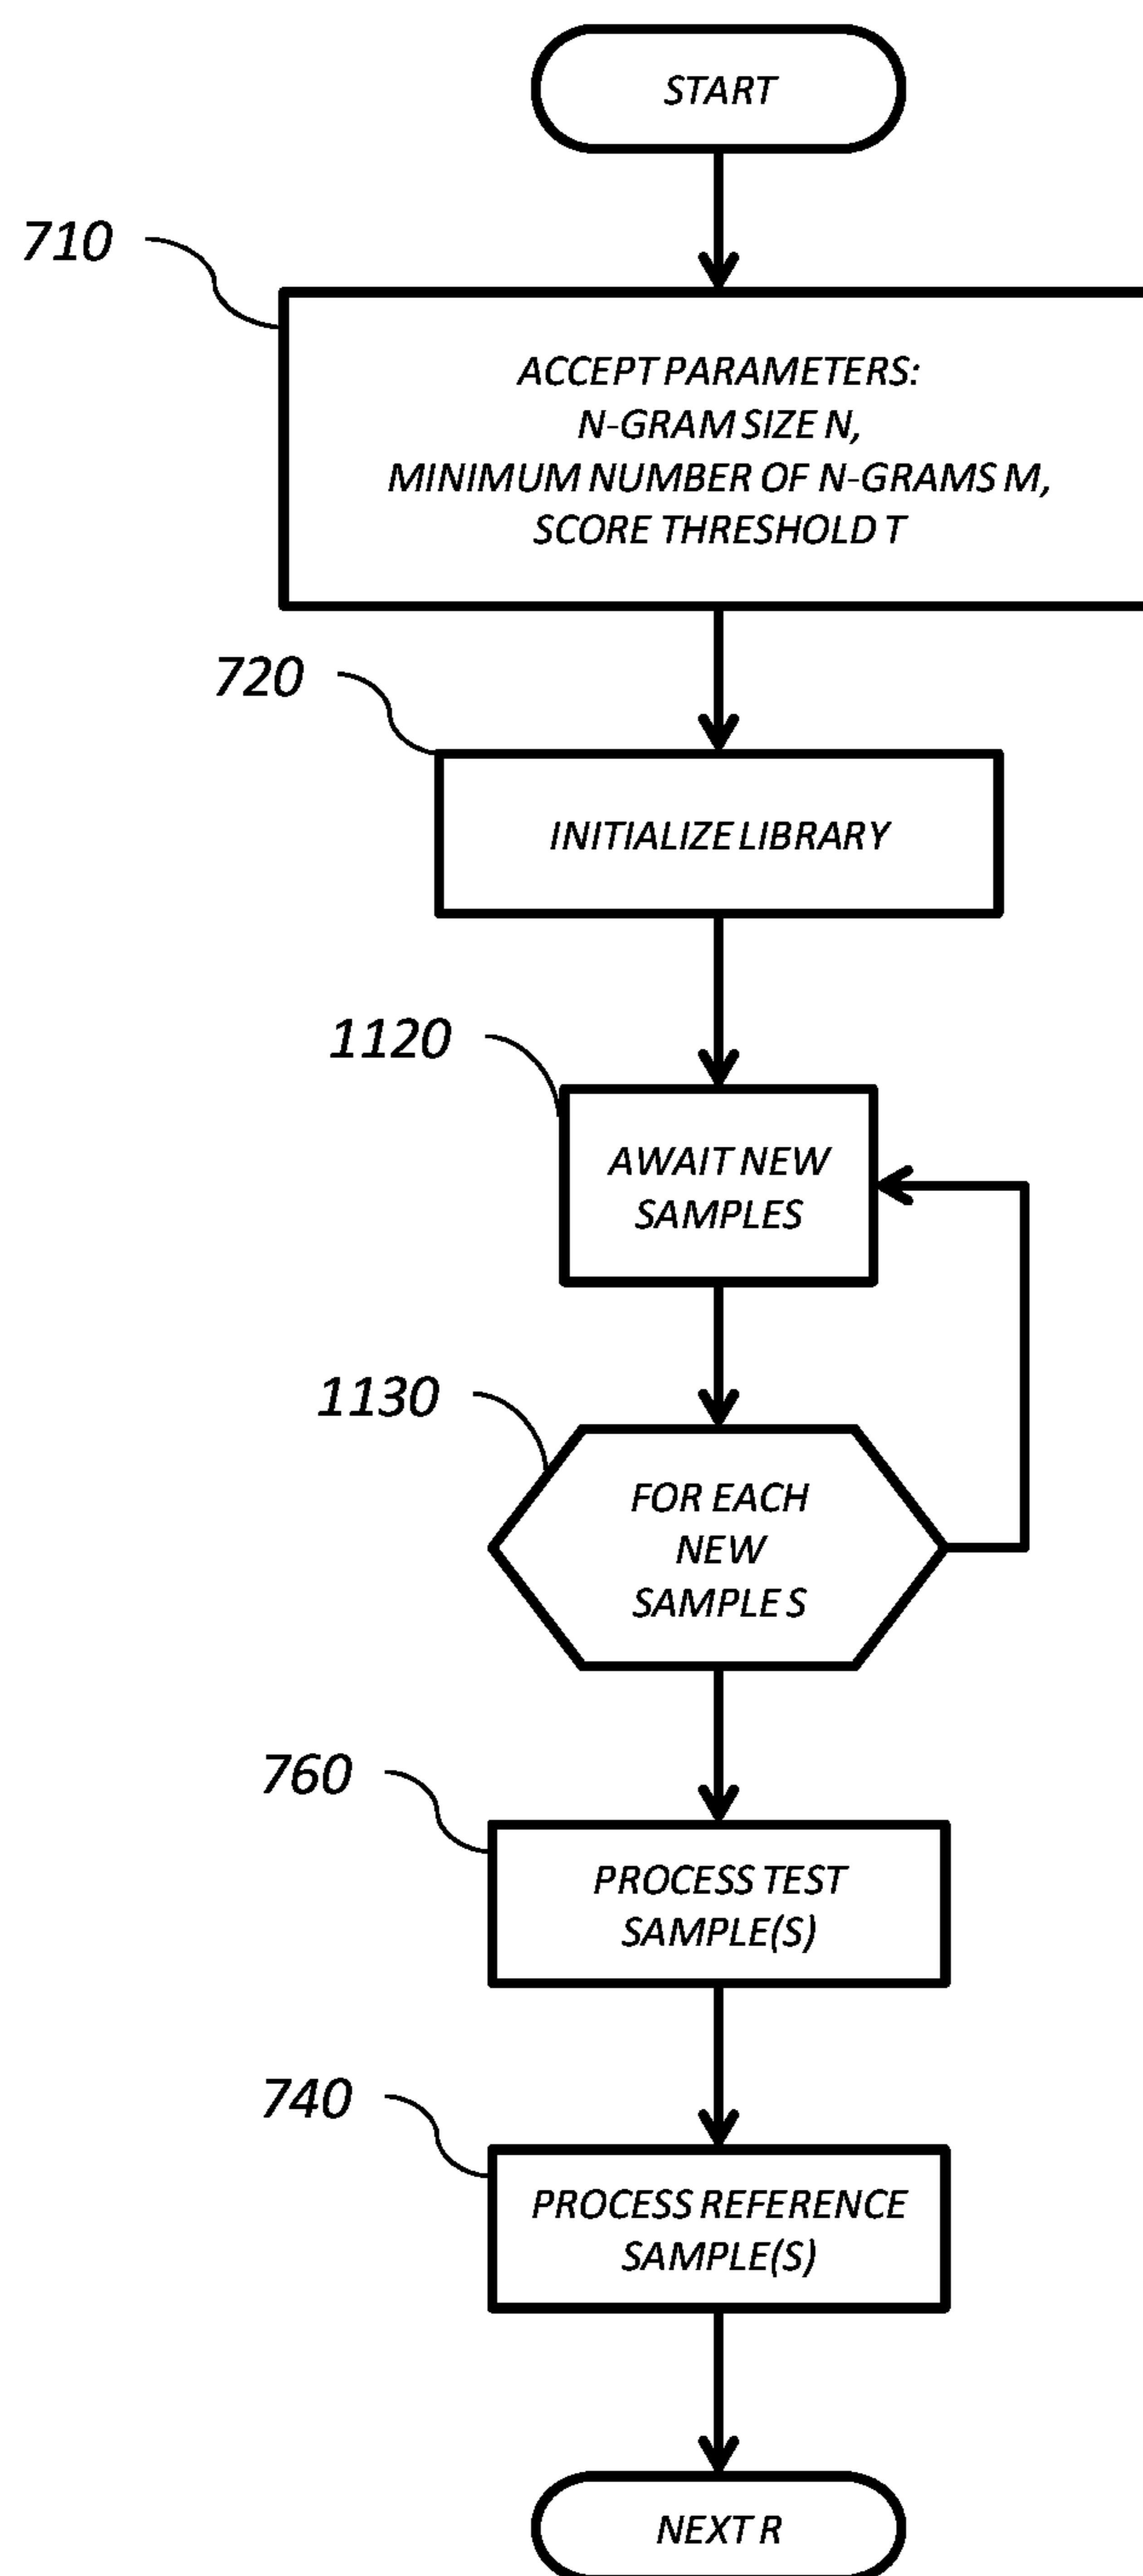 START
710
ACCEPT PARAMETERS:
N-GRAM SIZE N,
MINIMUM NUMBER OF N-GRAMS M,
SCORE THRESHOLD T
720
INITIALIZE LIBRARY
1120
AWAIT NEW
SAMPLES
1130
FOR EACH
NEW
SAMPLE S
760
PROCESS TEST
SAMPLE(S)
740
PROCESS REFERENCE
SAMPLE(S)
NEXT R